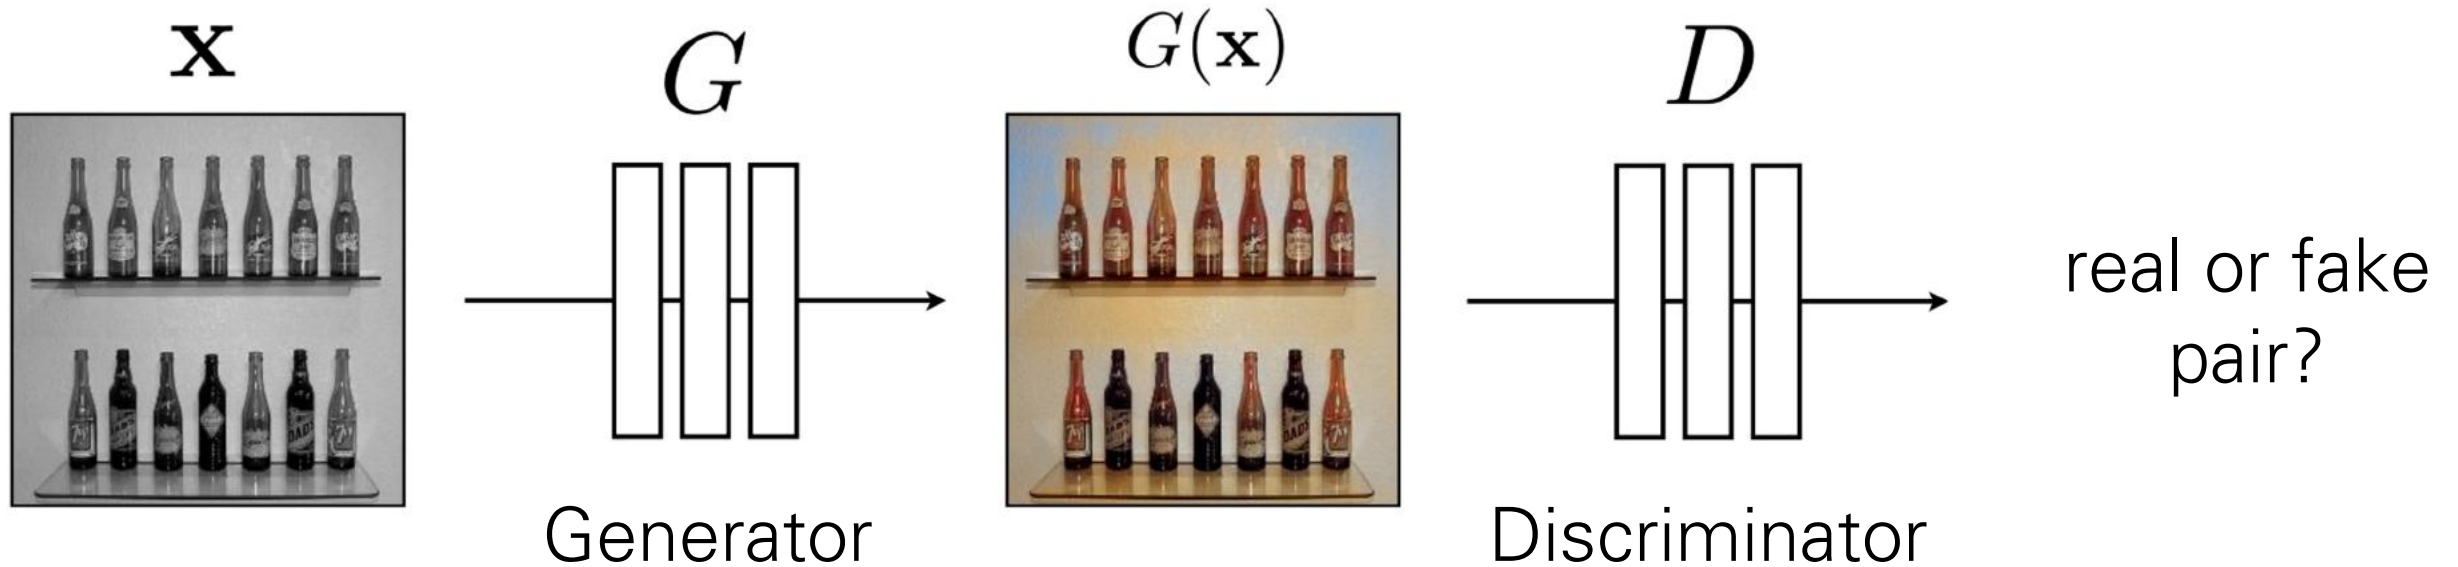 x
G
G(x)
D
real or fake
pair?
Generator
Discriminator